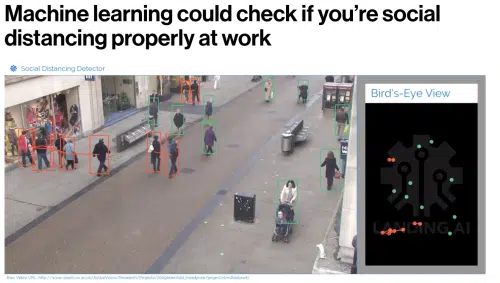 Machine learning could check if you're social
distancing properly at work
Social Distancing Detector
Bird's-Eye View
LANDING AI